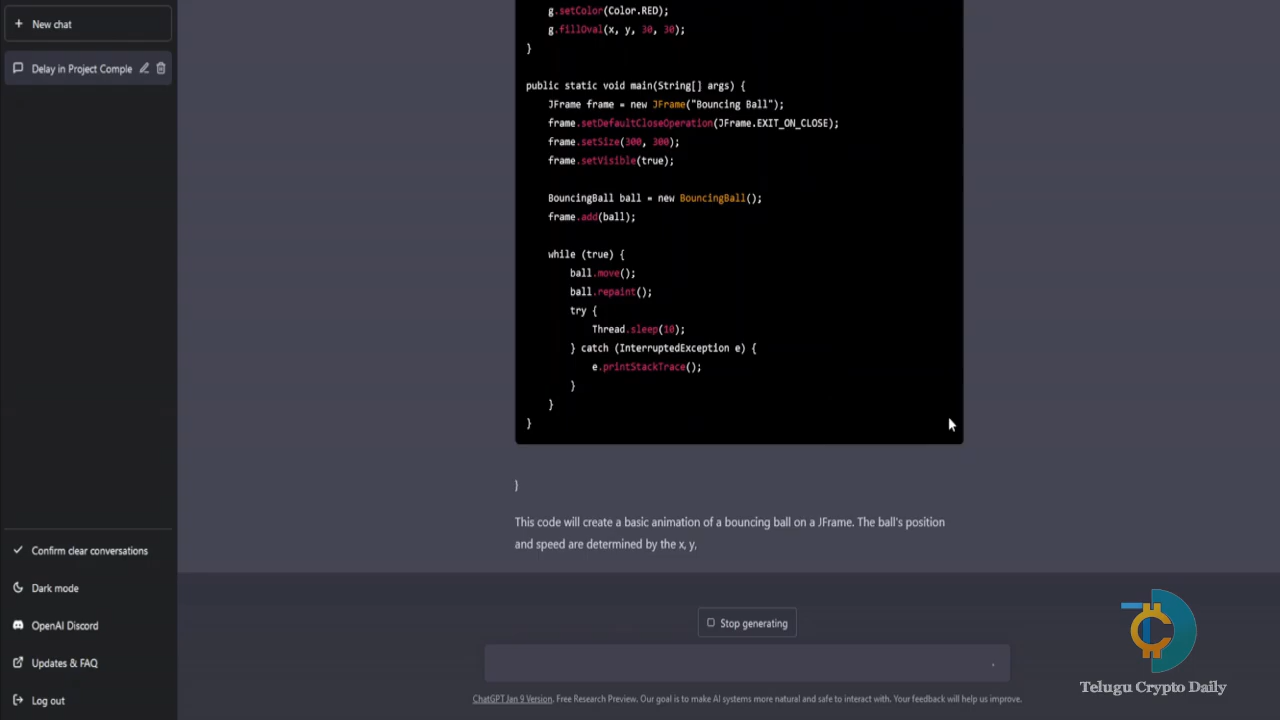 New chat
Delay in Project Comple
g.setColor(Color.RED);
g.fillOval(x, y, 30, 30);
}
public static void main(String[] args) {
JFrame frame = new JFrame("Bouncing Ball");
frame.setDefaultCloseOperation(JFrame.EXIT_ON_CLOSE);
frame.setSize(300, 300);
frame.setVisible(true);
BouncingBall ball = new BouncingBall();
frame.add(ball);
while (true) {
ball.move();
ball.repaint();
try {
Thread.sleep(10);
} catch (InterruptedException e) {
e.printStackTrace();
}
}
}
}
This code will create a basic animation of a bouncing ball on a JFrame. The ball's position
and speed are determined by the x, y,
Confirm clear conversations
Dark mode
OpenAI Discord
Updates & FAQ
Log out
Stop generating
ChatGPT Jan 9 Version. Free Research Preview. Our goal is to make AI systems more natural and safe to interact with. Your feedback will help us improve.
Telugu Crypto Daily